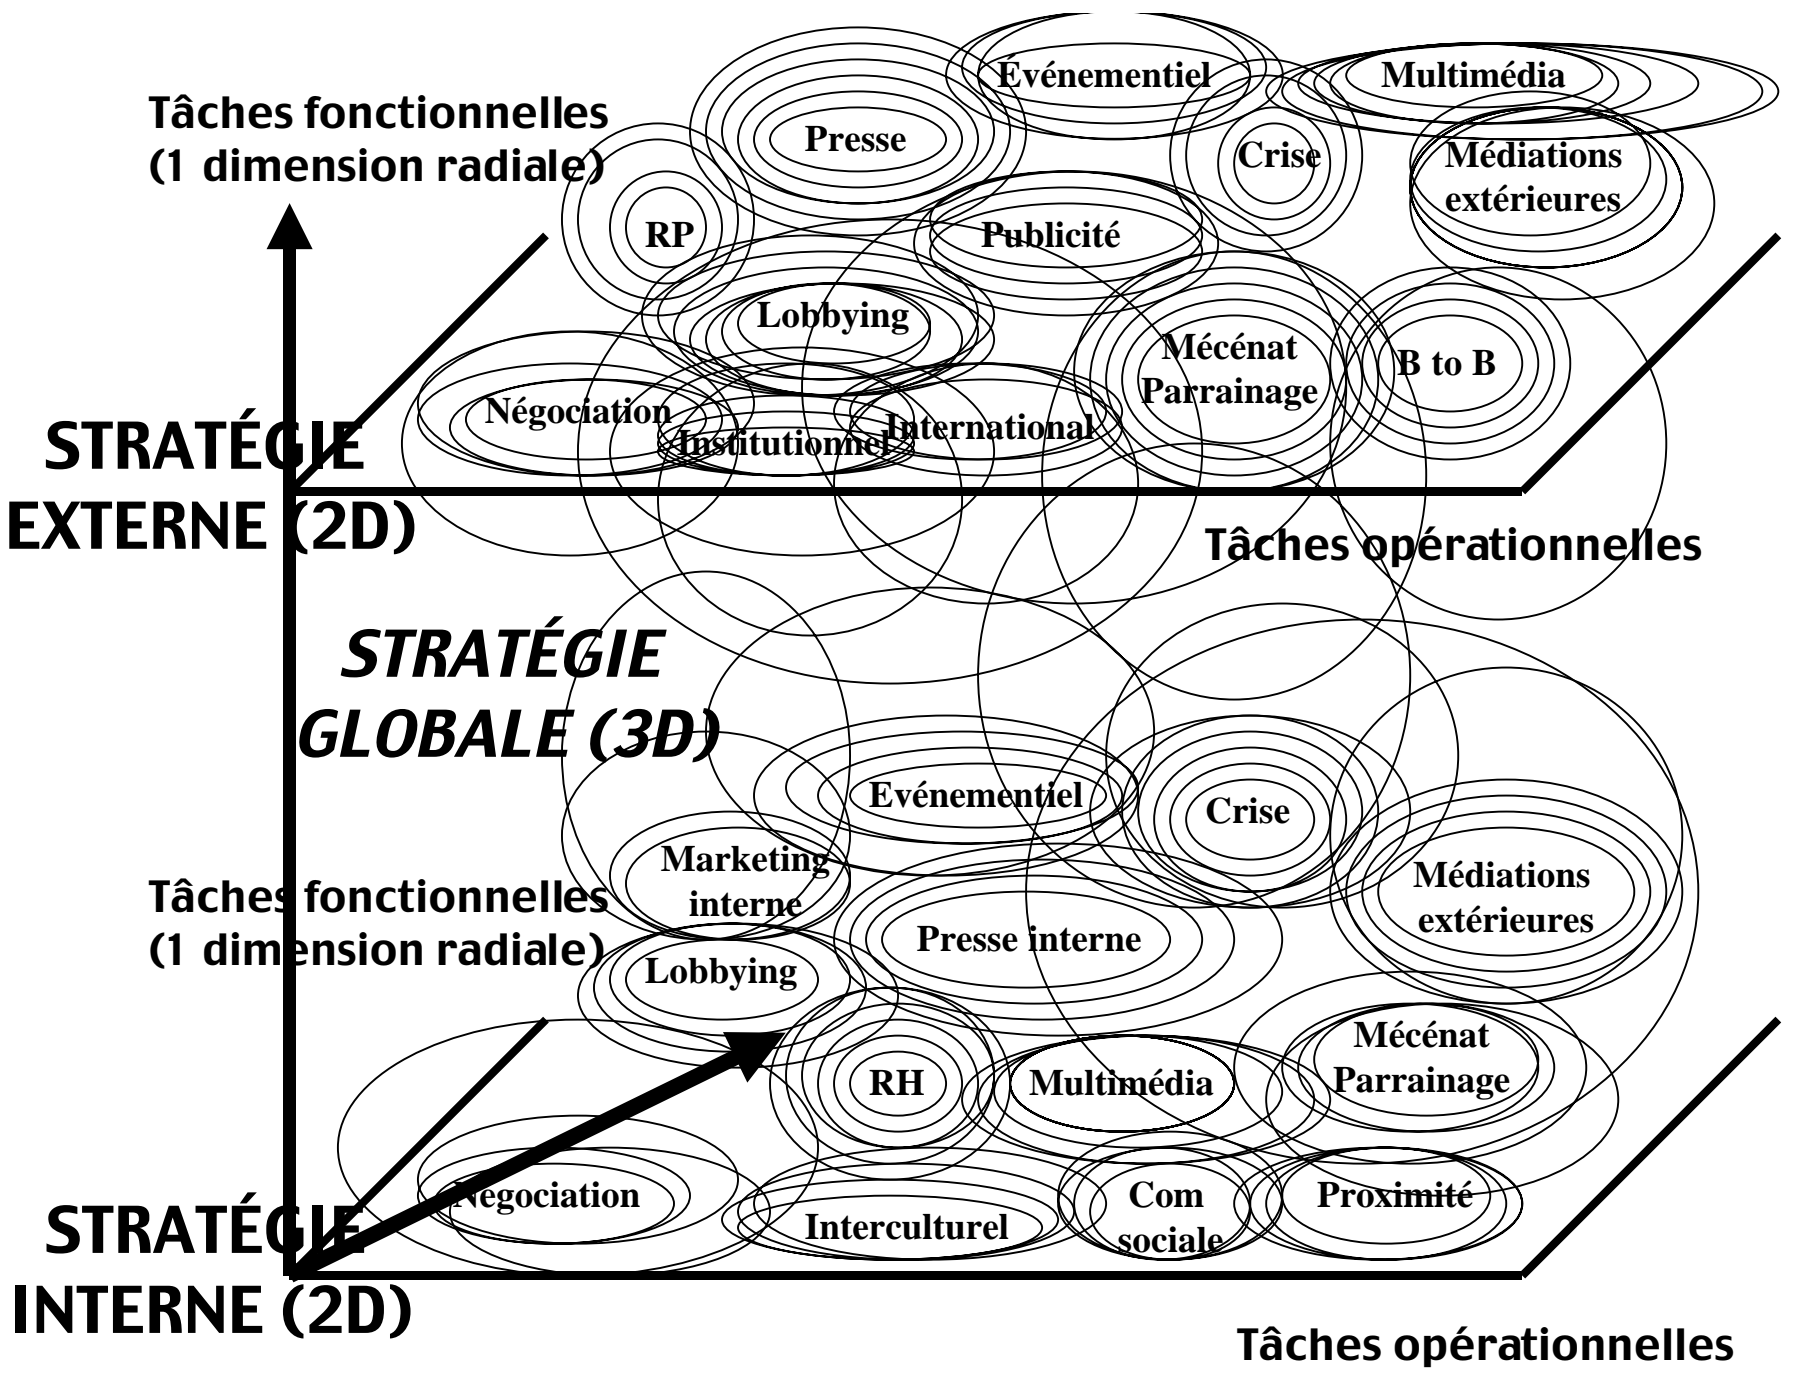 Événementiel
Multimédia
Tâches fonctionnelles
(1 dimension radiale)
Presse
Crise
Médiations
extérieures
RP
Publicité
Lobbying
Mécénat
Parrainage
B to B
Négociation
International
Institutionnel
STRATÉGIE
EXTERNE (2D)
Tâches opérationnelles
STRATÉGIE
GLOBALE (3D)
Evénementiel
Crise
Marketing
interne
Médiations
extérieures
Tâches fonctionnelles
(1 dimension radiale)
Presse interne
Lobbying
Mécénat
Parrainage
RH
Multimédia
Négociation
Com
sociale
Proximité
Interculturel
STRATÉGIE
INTERNE (2D)
Tâches opérationnelles